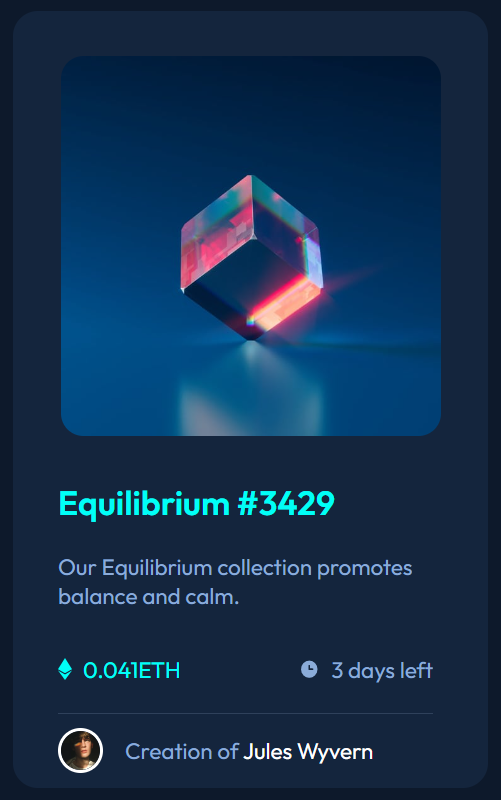 Equilibrium #3429
Our Equilibrium collection promotes
balance and calm.
0.041ETH
3 days left
Creation of Jules Wyvern